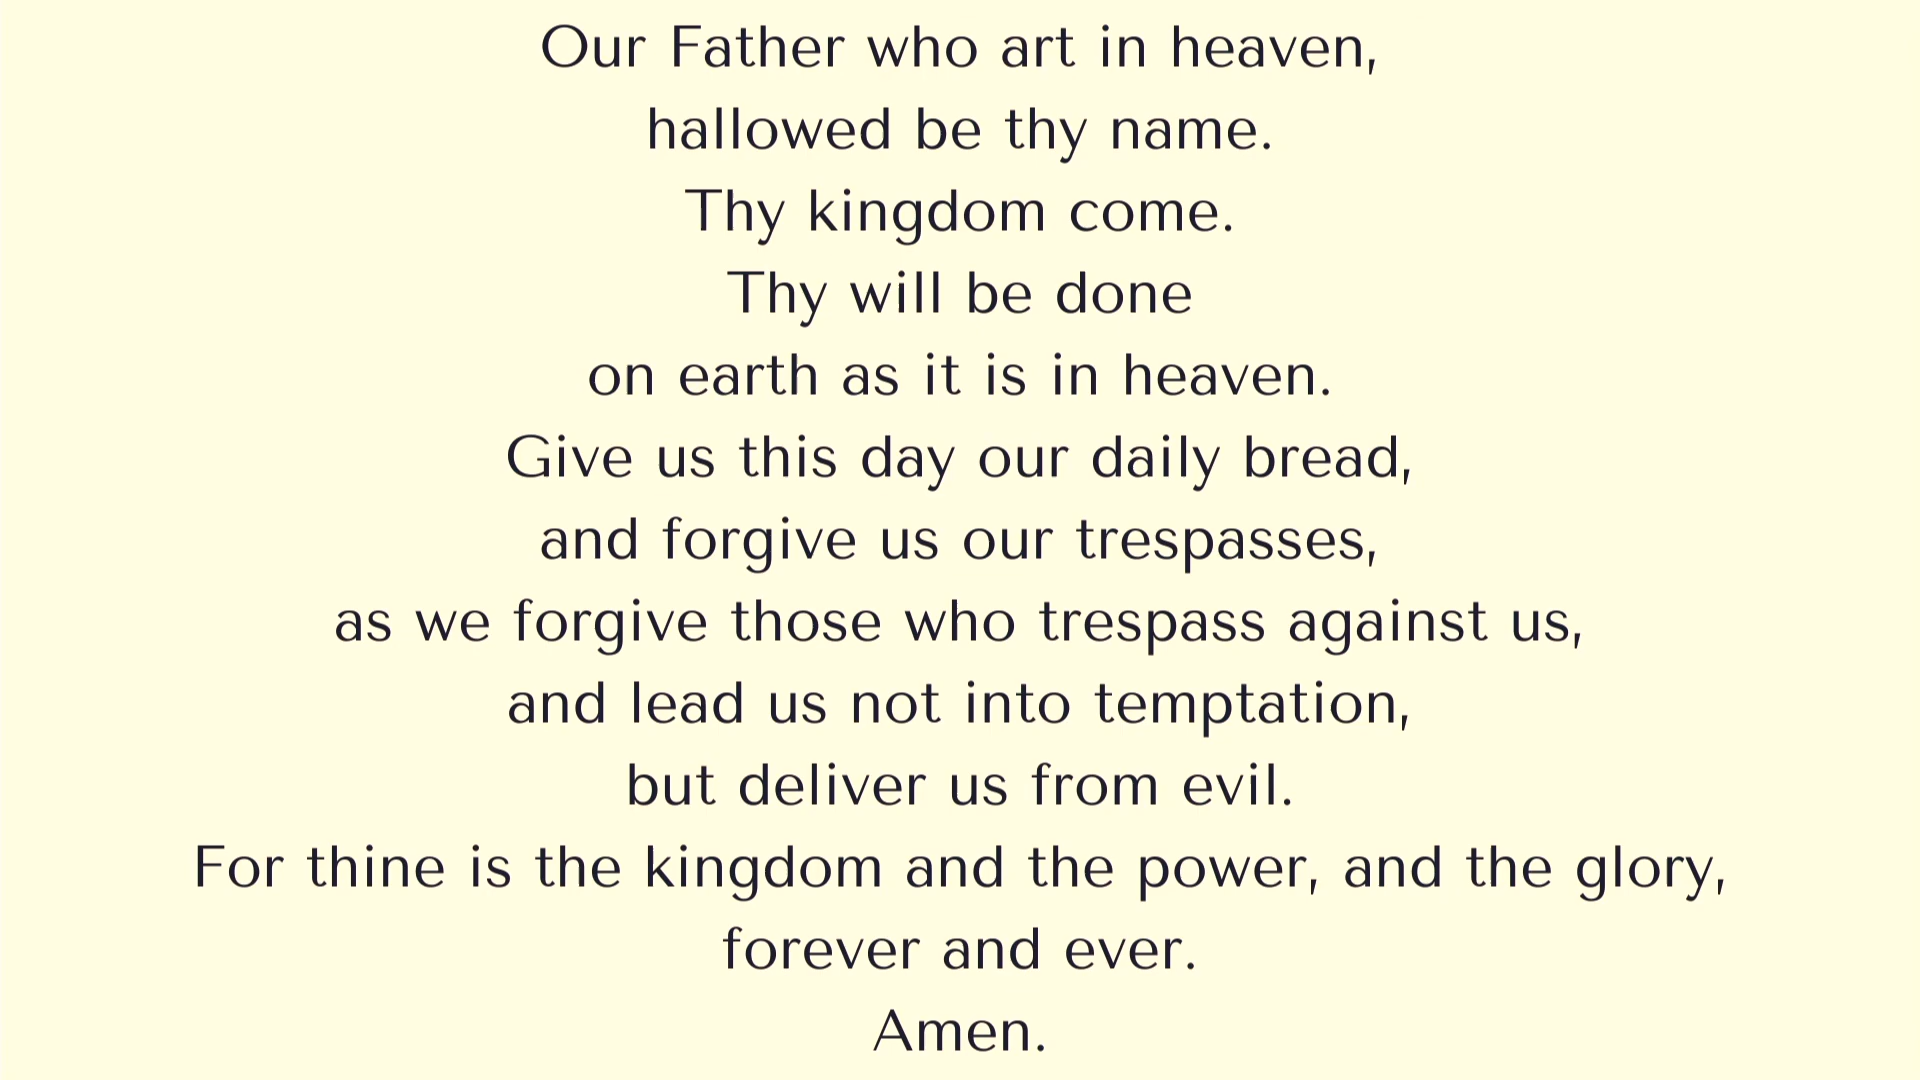 Our Father who art in heaven,
hallowed be thy name.
Thy kingdom come.
Thy will be done
on earth as it is in heaven.
Give us this day our daily bread,
and forgive us our trespasses,
as we forgive those who trespass against us,
and lead us not into temptation,
but deliver us from evil.
For thine is the kingdom and the power, and the glory,
forever and ever.
Amen.